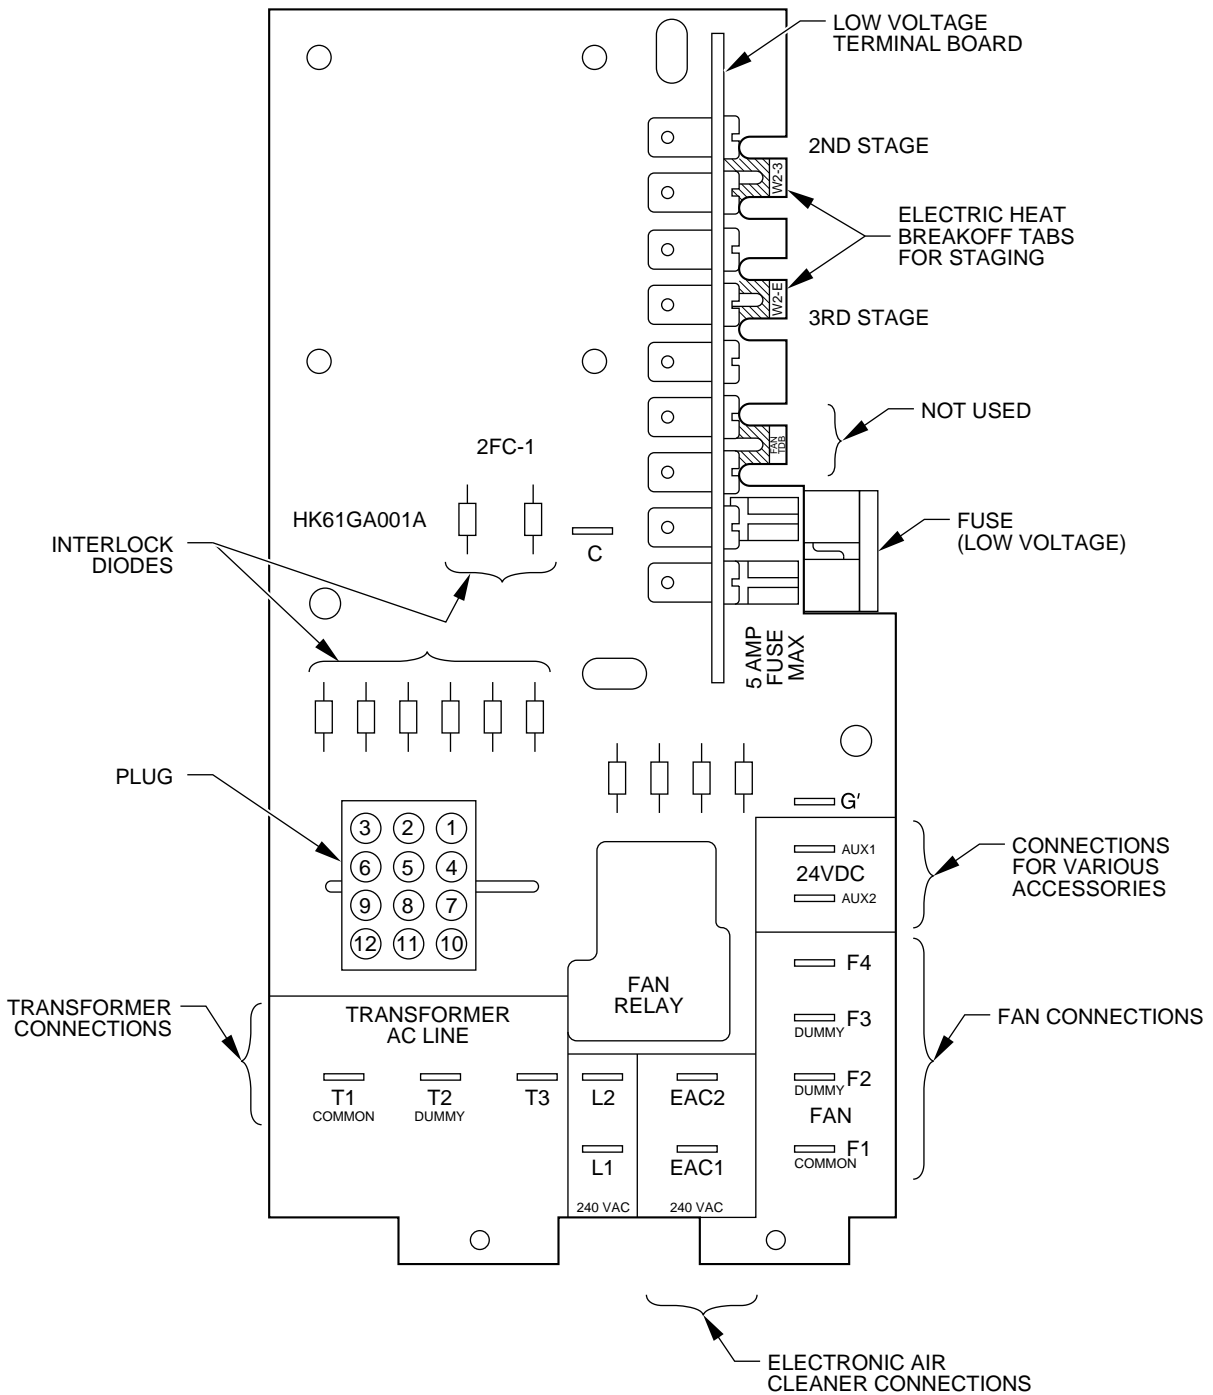 LOW VOLTAGE
TERMINAL BOARD
2ND STAGE
W2-3
ELECTRIC HEAT
BREAKOFF TABS
FOR STAGING
W2-E
3RD STAGE
NOT USED
FAN
TDB
2FC-1
HK61GA001A
C
FUSE
(LOW VOLTAGE)
INTERLOCK
DIODES
5 AMP
FUSE
MAX
PLUG
G'
3 2 1
6 5 4
9 8 7
12 11 10
AUX1
24VDC
AUX2
CONNECTIONS
FOR VARIOUS
ACCESSORIES
FAN
RELAY
F4
F3
DUMMY
F2
DUMMY
FAN
F1
COMMON
FAN CONNECTIONS
TRANSFORMER
CONNECTIONS
TRANSFORMER
AC LINE
T1
COMMON
T2
DUMMY
T3
L2
L1
240 VAC
EAC2
EAC1
240 VAC
ELECTRONIC AIR
CLEANER CONNECTIONS